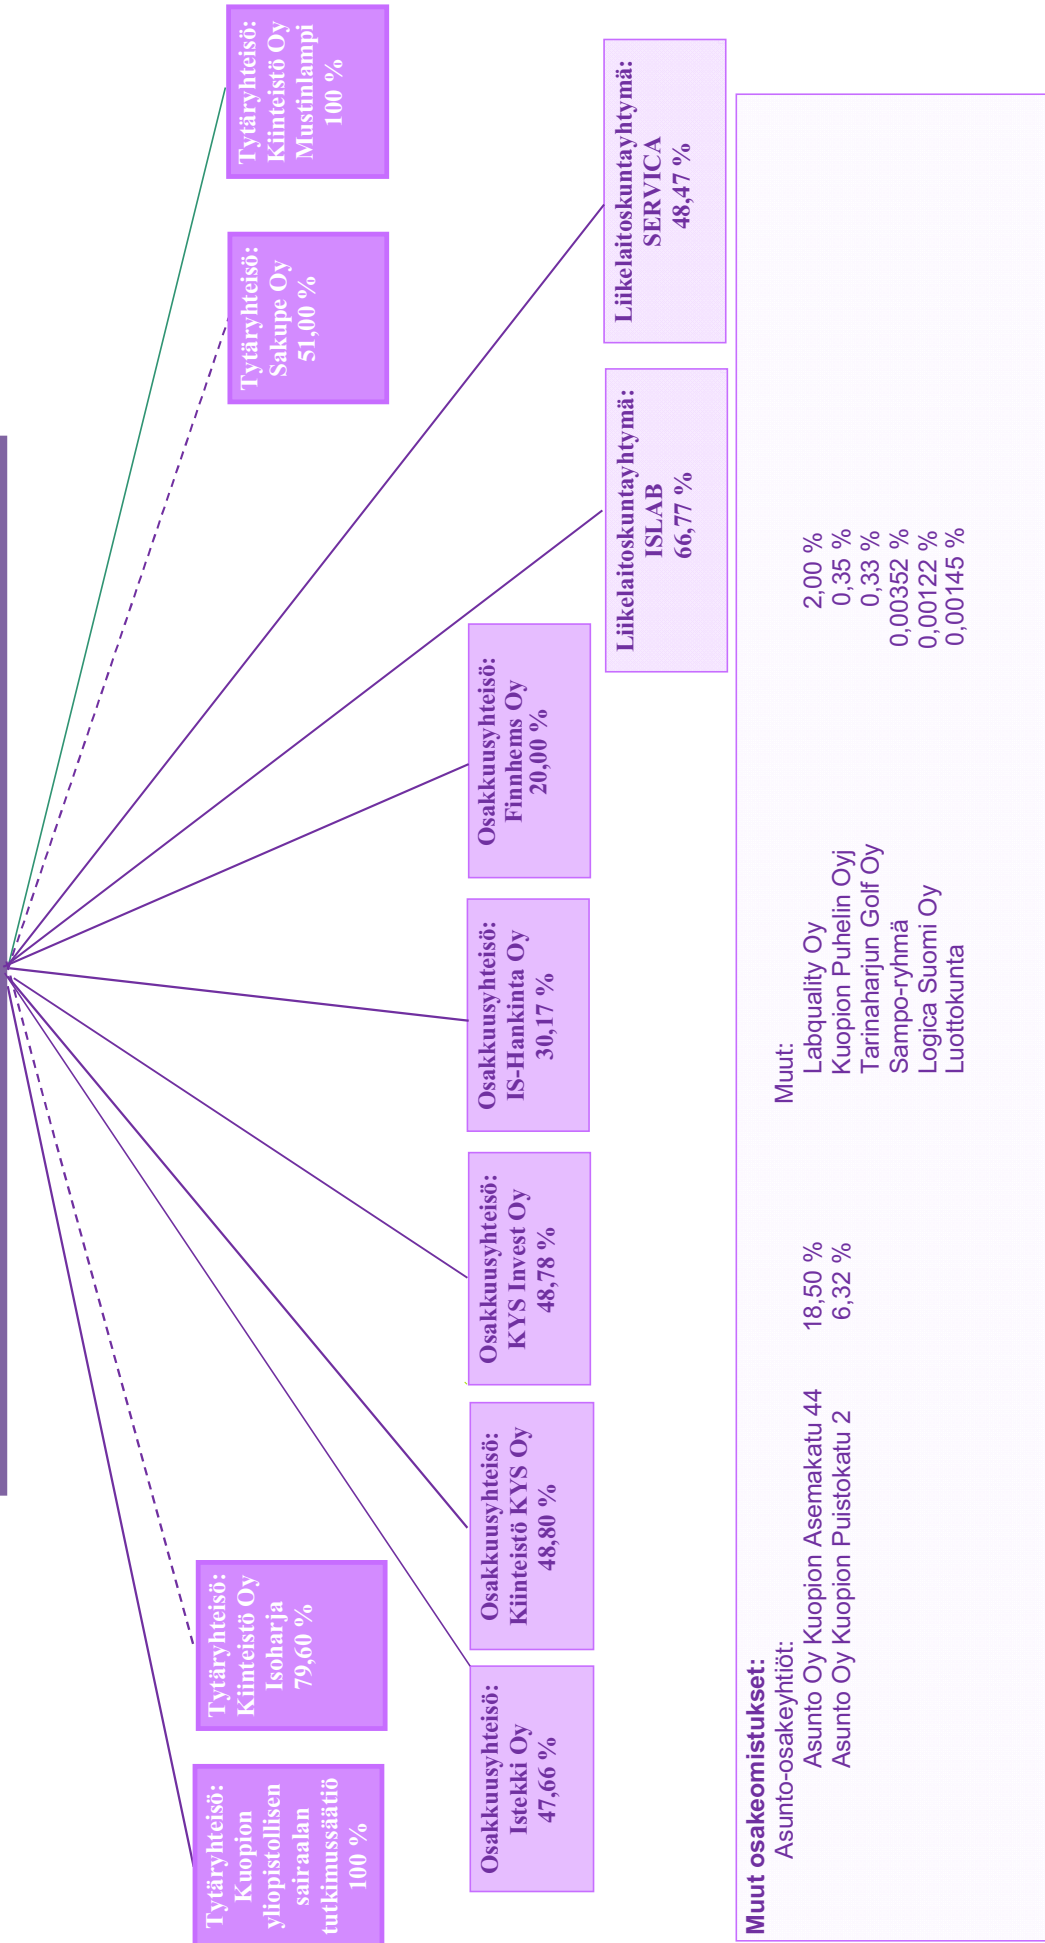 Tytäryhteisö:
Kuopion
yliopistollisen
sairaalan
tutkimussäätiö
100 %
Tytäryhteisö:
Kiinteistö Oy
Isoharja
79,60 %
Tytäryhteisö:
Sakupe Oy
51,00 %
Tytäryhteisö:
Kiinteistö Oy
Mustinlampi
100 %
Osakkuusyhteisö:
Istekki Oy
47,66 %
Osakkuusyhteisö:
Kiinteistö KYS Oy
48,80 %
Osakkuusyhteisö:
KYS Invest Oy
48,78 %
Osakkuusyhteisö:
IS-Hankinta Oy
30,17 %
Osakkuusyhteisö:
Finnhems Oy
20,00 %
Liikelaitoskuntayhtymä:
ISLAB
66,77 %
Liikelaitoskuntayhtymä:
SERVICA
48,47 %
Muut osakeomistukset:
Asunto-osakeyhtiöt:
Asunto Oy Kuopion Asemakatu 44 18,50 %
Asunto Oy Kuopion Puistokatu 2 6,32 %
Muut:
Labquality Oy 2,00 %
Kuopion Puhelin Oyj 0,35 %
Tarinaharjun Golf Oy 0,33 %
Sampo-ryhmä 0,00352 %
Logica Suomi Oy 0,00122 %
Luottokunta 0,00145 %